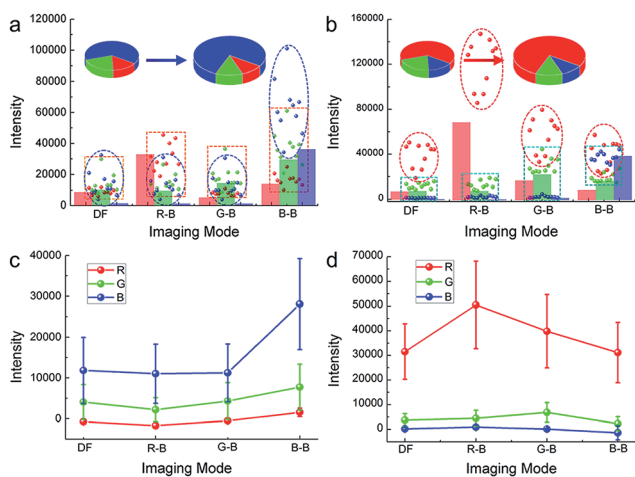 a
120000
100000
80000
60000
40000
20000
0
Intensity
DF R-B G-B B-B
Imaging Mode
b
160000
120000
80000
40000
0
Intensity
DF R-B G-B B-B
Imaging Mode
c
40000
30000
20000
10000
0
Intensity
R
G
B
DF R-B G-B B-B
Imaging Mode
d
70000
60000
50000
40000
30000
20000
10000
0
Intensity
R
G
B
DF R-B G-B B-B
Imaging Mode